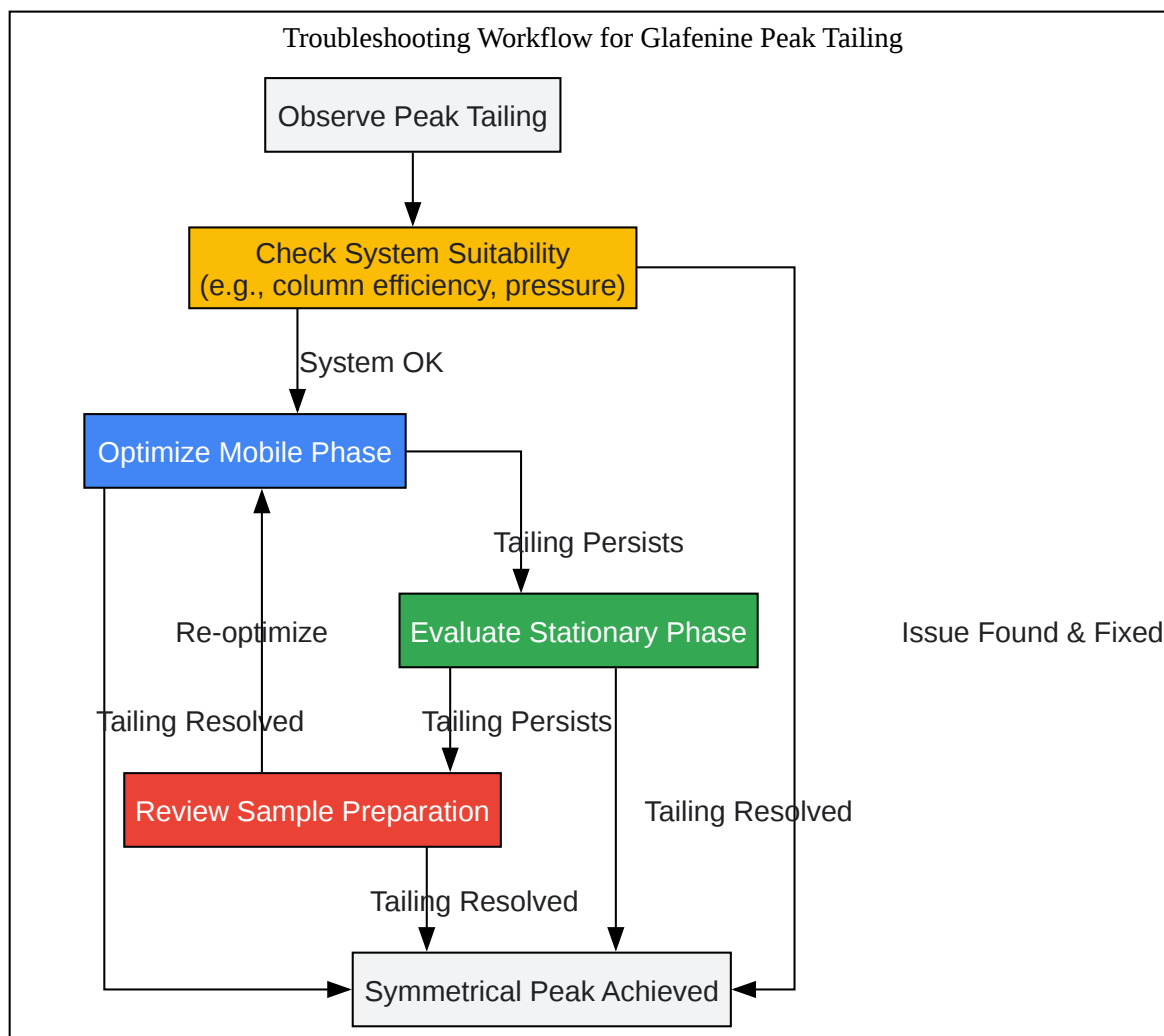 Troubleshooting Workflow for Glafenine Peak Tailing
Observe Peak Tailing
Check System Suitability
(e.g., column efficiency, pressure)
System OK
Optimize Mobile Phase
Tailing Persists
Re-optimize
Evaluate Stationary Phase
Issue Found & Fixed
Tailing Resolved
Tailing Persists
Review Sample Preparation
Tailing Resolved
Tailing Resolved
Symmetrical Peak Achieved